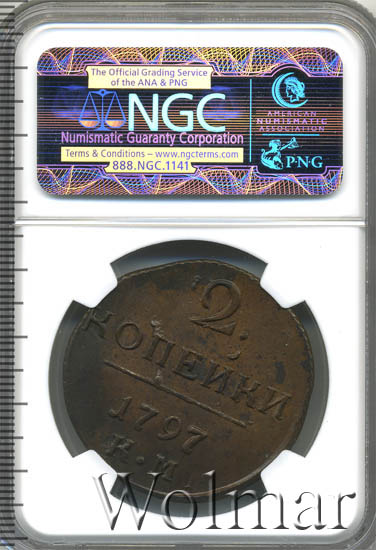 The Official Grading Service
of the ANA & PNG
NGC
Numismatic Guaranty Corporation
Terms & Conditions – www.ngcterms.com
888.NGC.1141
AMERICAN
NUMISMATIC
ASSOCIATION
PNG
2
КОПЕЙКИ
1797
К.М.
Wolmar